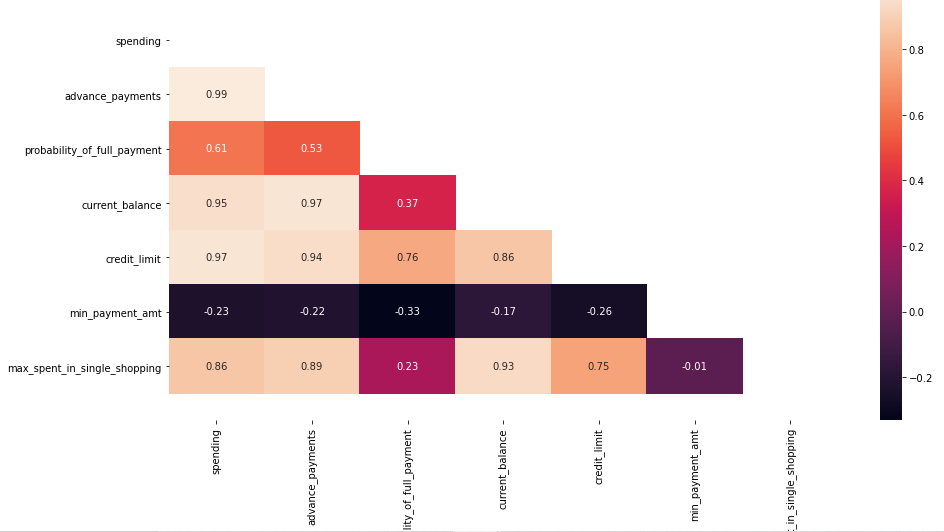 spending
advance_payments
0.99
probability_of_full_payment
0.61 0.53
current_balance
0.95 0.97 0.37
credit_limit
0.97 0.94 0.76 0.86
min_payment_amt
-0.23 -0.22 -0.33 -0.17 -0.26
max_spent_in_single_shopping
0.86 0.89 0.23 0.93 0.75 -0.01
spending
advance_payments
lity_of_full_payment
current_balance
credit_limit
min_payment_amt
_in_single_shopping
0.8
0.6
0.4
0.2
0.0
−0.2